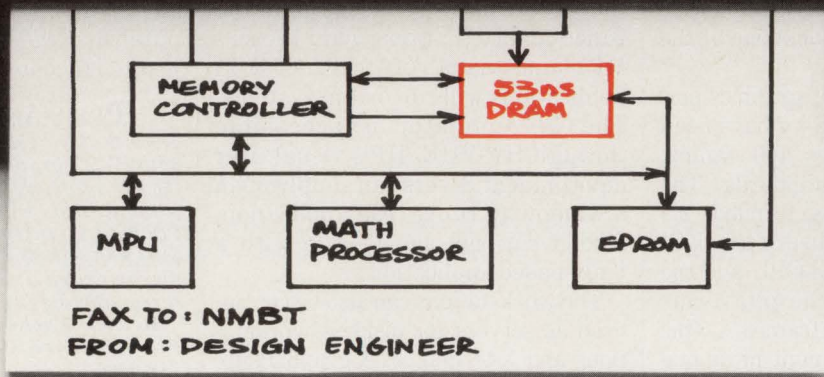 MEMORY
CONTROLLER
53ns
DRAM
MPU
MATH
PROCESSOR
EPROM
FAX TO: NMBT
FROM: DESIGN ENGINEER